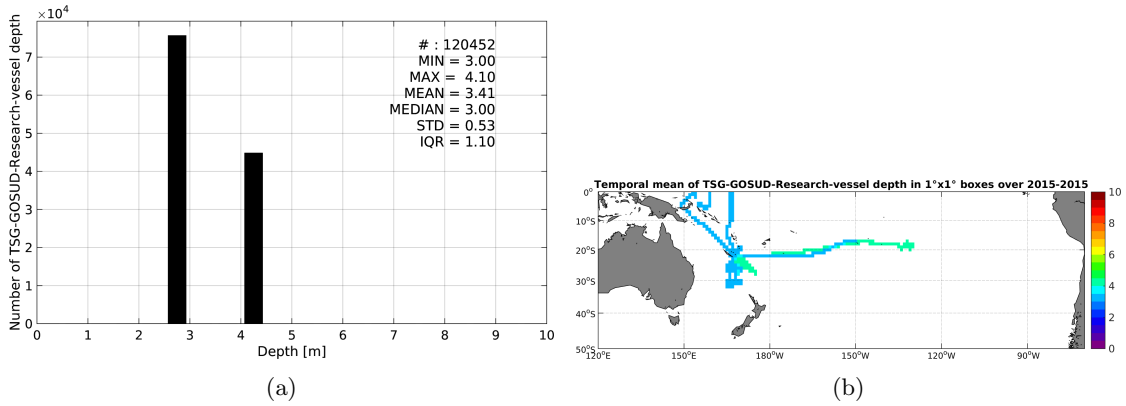 ×10⁴
Number of TSG-GOSUD-Research-vessel depth
7
6
5
4
3
2
1
0
# : 120452
MIN = 3.00
MAX = 4.10
MEAN = 3.41
MEDIAN = 3.00
STD = 0.53
IQR = 1.10
0 1 2 3 4 5 6 7 8 9 10
Depth [m]
(a)
Temporal mean of TSG-GOSUD-Research-vessel depth in 1°x1° boxes over 2015-2015
0°
10°S
20°S
30°S
40°S
50°S
120°E 150°E 180°W 150°W 120°W 90°W
10
8
6
4
2
0
(b)